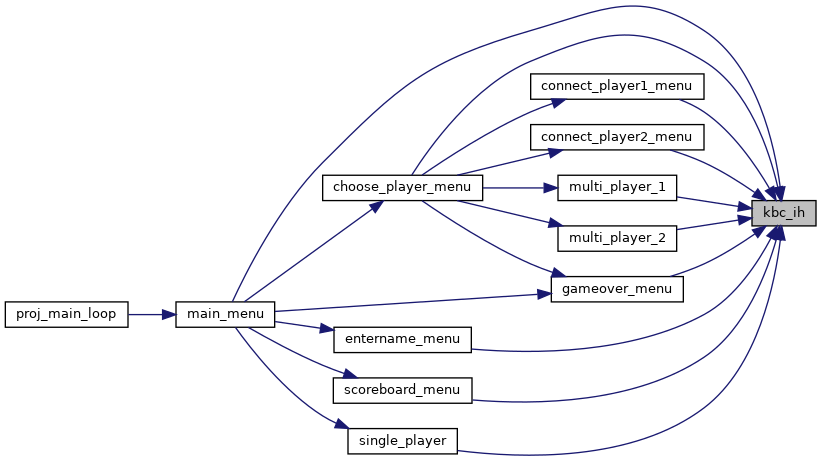 connect_player1_menu
connect_player2_menu
choose_player_menu
multi_player_1
kbc_ih
multi_player_2
gameover_menu
proj_main_loop
main_menu
entername_menu
scoreboard_menu
single_player